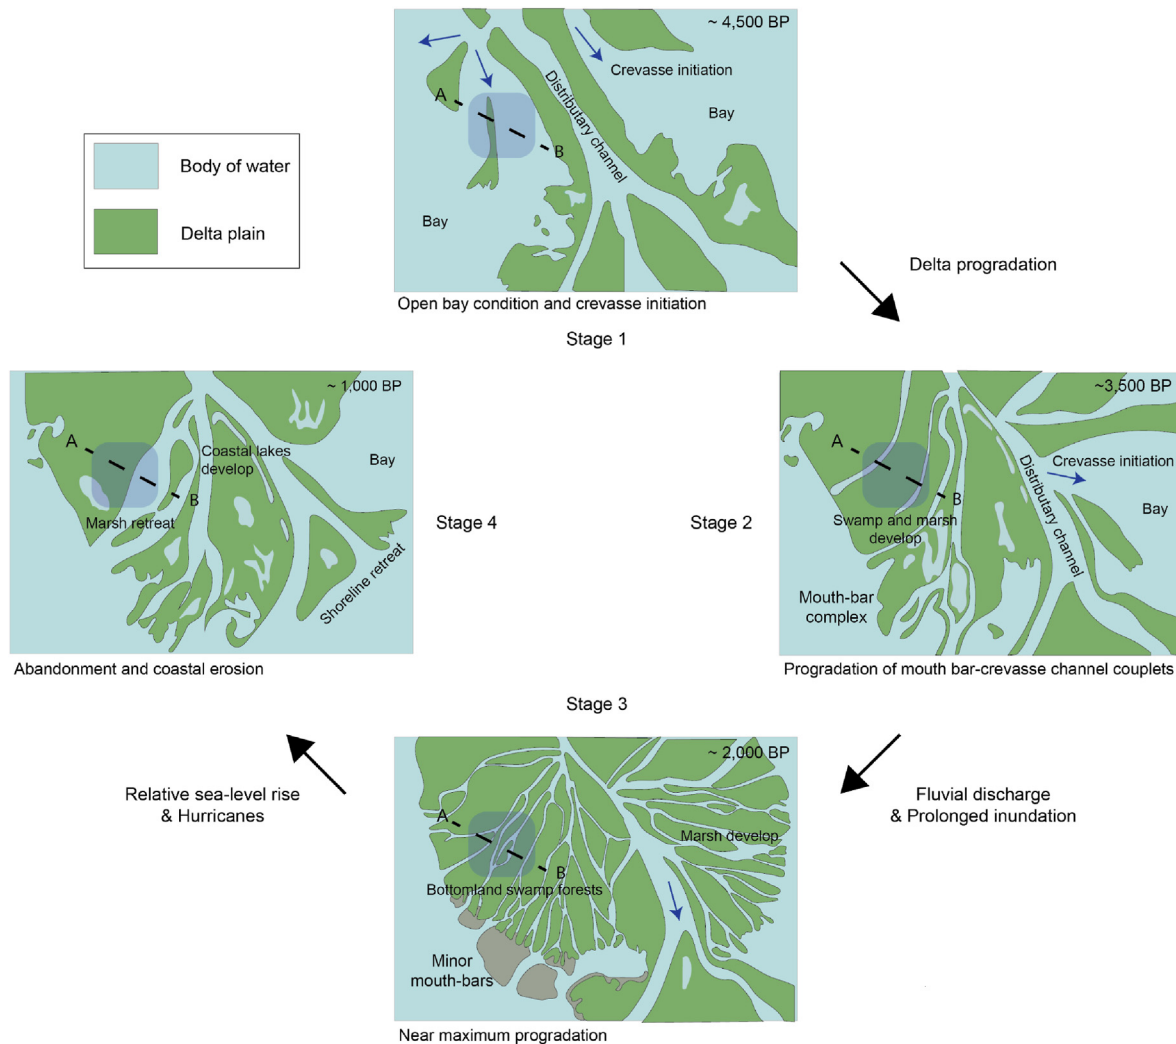 ~ 4,500 BP
Crevasse initiation
A
Distributary channel
Bay
B
Bay
Body of water
Delta plain
Open bay condition and crevasse initiation
Delta progradation
Stage 1
~ 1,000 BP
A
Coastal lakes
develop
Bay
B
Marsh retreat
Shoreline retreat
Abandonment and coastal erosion
Stage 4
Stage 2
~3,500 BP
A
Crevasse initiation
Distributary channel
B
Bay
Swamp and marsh
develop
Mouth-bar
complex
Progradation of mouth bar-crevasse channel couplets
Stage 3
~ 2,000 BP
Relative sea-level rise
& Hurricanes
Fluvial discharge
& Prolonged inundation
A
Marsh develop
B
Bottomland swamp forests
Minor
mouth-bars
Near maximum progradation